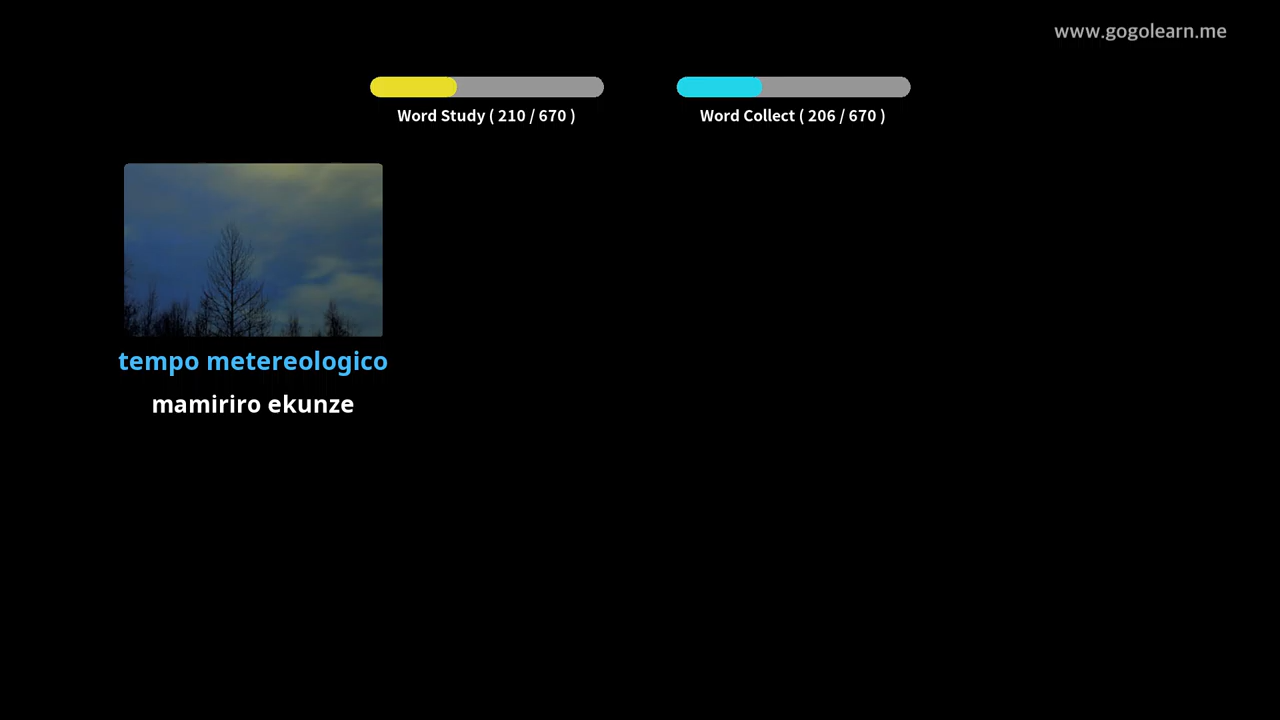 www.gogolearn.me
Word Study ( 210 / 670 )
Word Collect ( 206 / 670 )
tempo metereologico
mamiriro ekunze